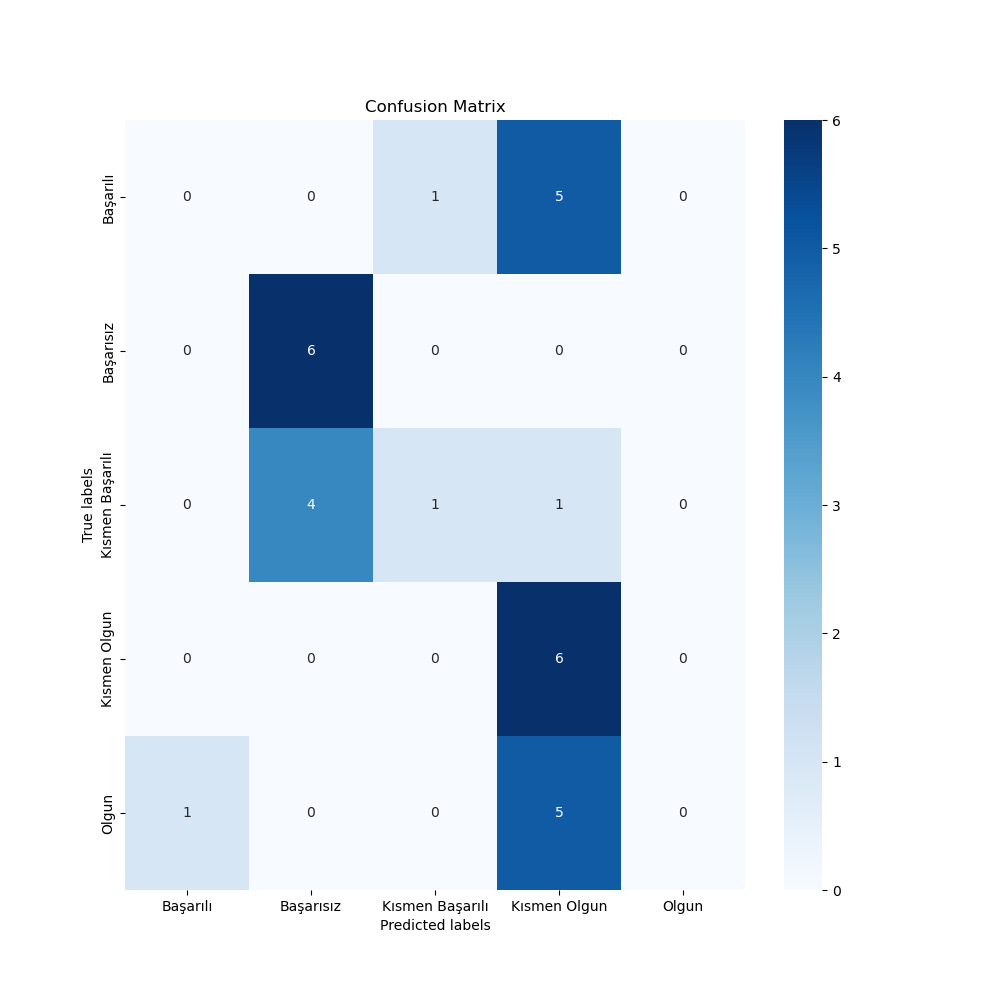 Confusion Matrix
True labels
Başarılı
0 0 1 5 0
Başarısız
0 6 0 0 0
Kısmen Başarılı
0 4 1 1 0
Kısmen Olgun
0 0 0 6 0
Olgun
1 0 0 5 0
Başarılı Başarısız Kısmen Başarılı Kısmen Olgun Olgun
Predicted labels
6
5
4
3
2
1
0